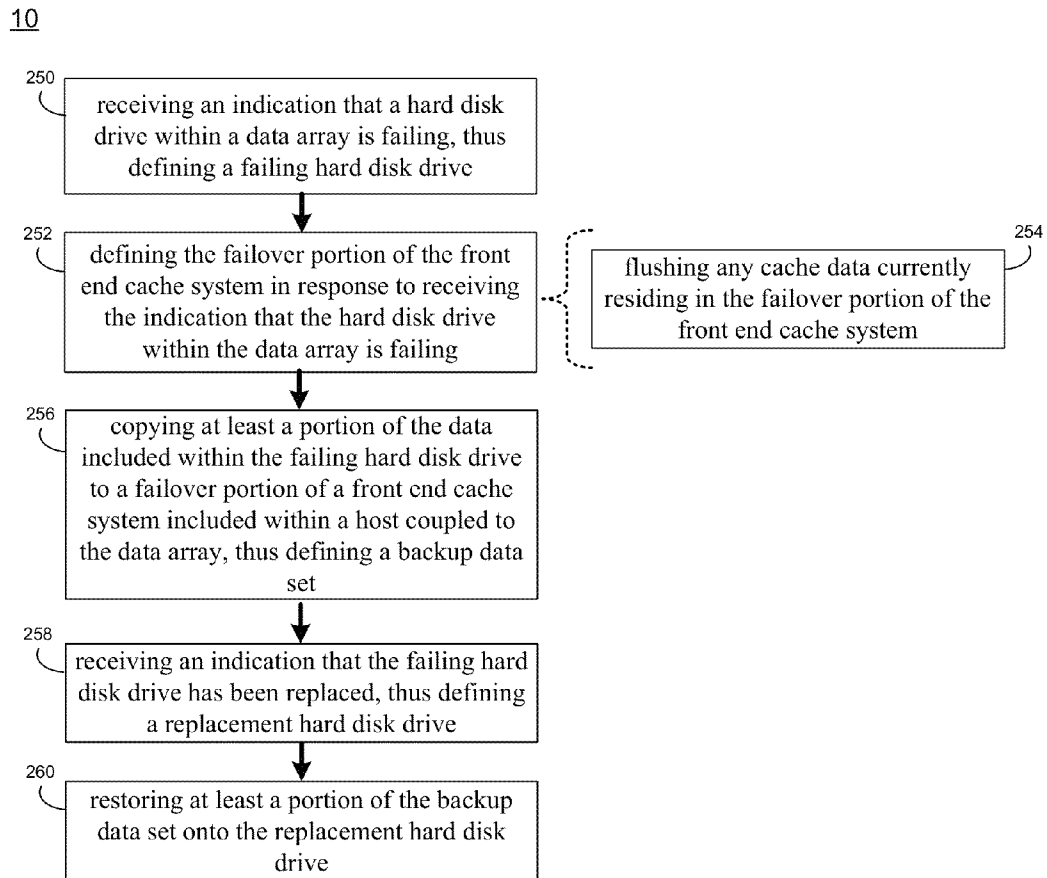 10
250
receiving an indication that a hard disk
drive within a data array is failing, thus
defining a failing hard disk drive
252
defining the failover portion of the front
end cache system in response to receiving
the indication that the hard disk drive
within the data array is failing
254
flushing any cache data currently
residing in the failover portion of the
front end cache system
256
copying at least a portion of the data
included within the failing hard disk drive
to a failover portion of a front end cache
system included within a host coupled to
the data array, thus defining a backup data
set
258
receiving an indication that the failing hard
disk drive has been replaced, thus defining
a replacement hard disk drive
260
restoring at least a portion of the backup
data set onto the replacement hard disk
drive